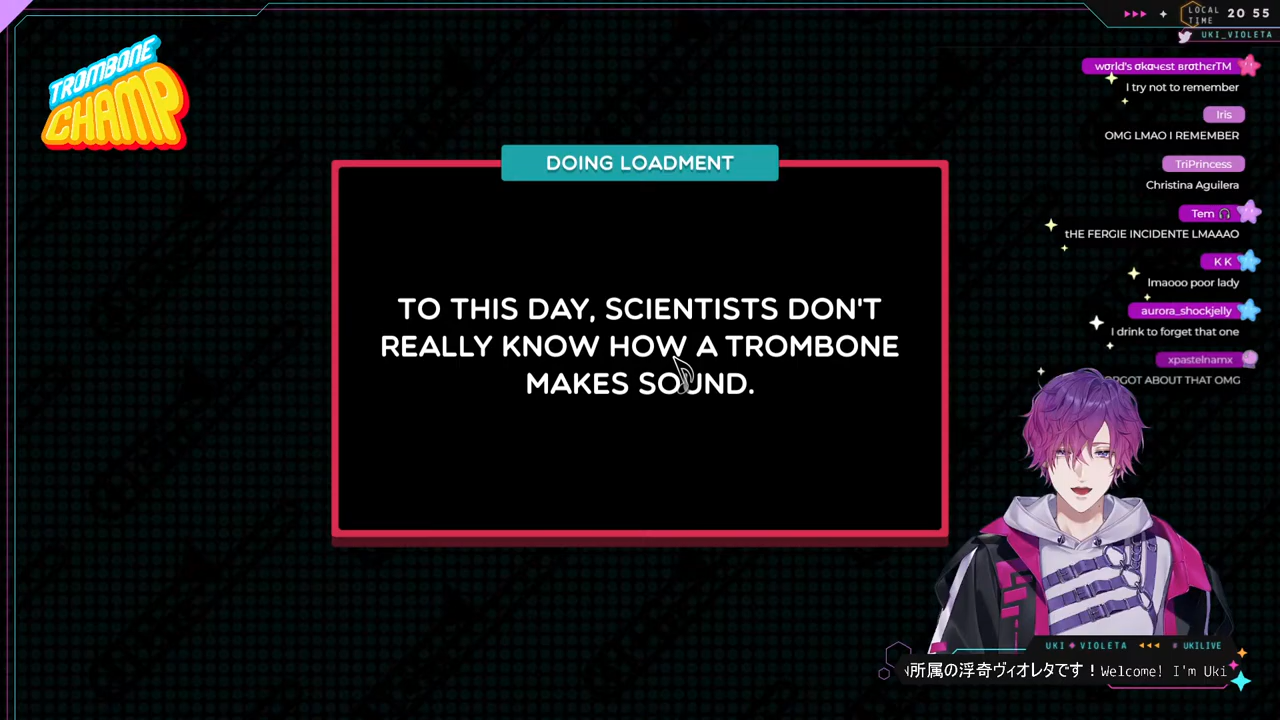 TROMBONE
CHAMP
DOING LOADMENT
TO THIS DAY, SCIENTISTS DON'T
REALLY KNOW HOW A TROMBONE
MAKES SOUND.
LOCAL
TIME
20 55
UKI_VIOLETA
wσrld's σkαчєst вrσthєrTM
I try not to remember
Iris
OMG LMAO I REMEMBER
TriPrincess
Christina Aguilera
Tem 🎧
tHE FERGIE INCIDENTE LMAAAO
K K
lmaooo poor lady
aurora_shockjelly
I drink to forget that one
xpastelnamx
ORGOT ABOUT THAT OMG
UKI VIOLETA
UKILIVE
所属の浮奇ヴィオレタです！Welcome! I'm Uki